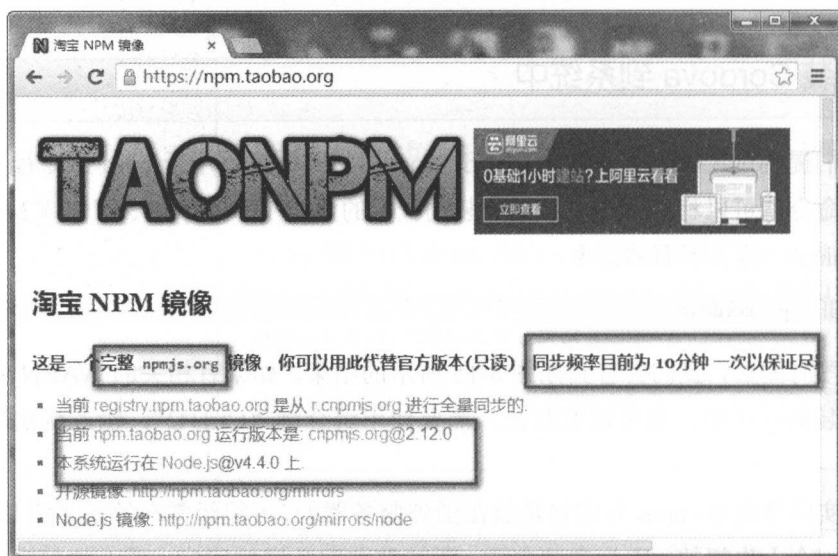 淘宝 NPM 镜像
https://npm.taobao.org
TAONPM
阿里云
aliyun.com
0基础1小时建站?上阿里云看看
立即查看
淘宝 NPM 镜像
这是一个完整 npmjs.org 镜像，你可以用此代替官方版本(只读)，同步频率目前为 10分钟 一次以保证尽
当前 registry.npm.taobao.org 是从 r.cnpmjs.org 进行全量同步的.
当前 npm.taobao.org 运行版本是: cnpmjs.org@2.12.0
本系统运行在 Node.js@v4.4.0 上.
开源镜像: http://npm.taobao.org/mirrors
Node.js 镜像: http://npm.taobao.org/mirrors/node